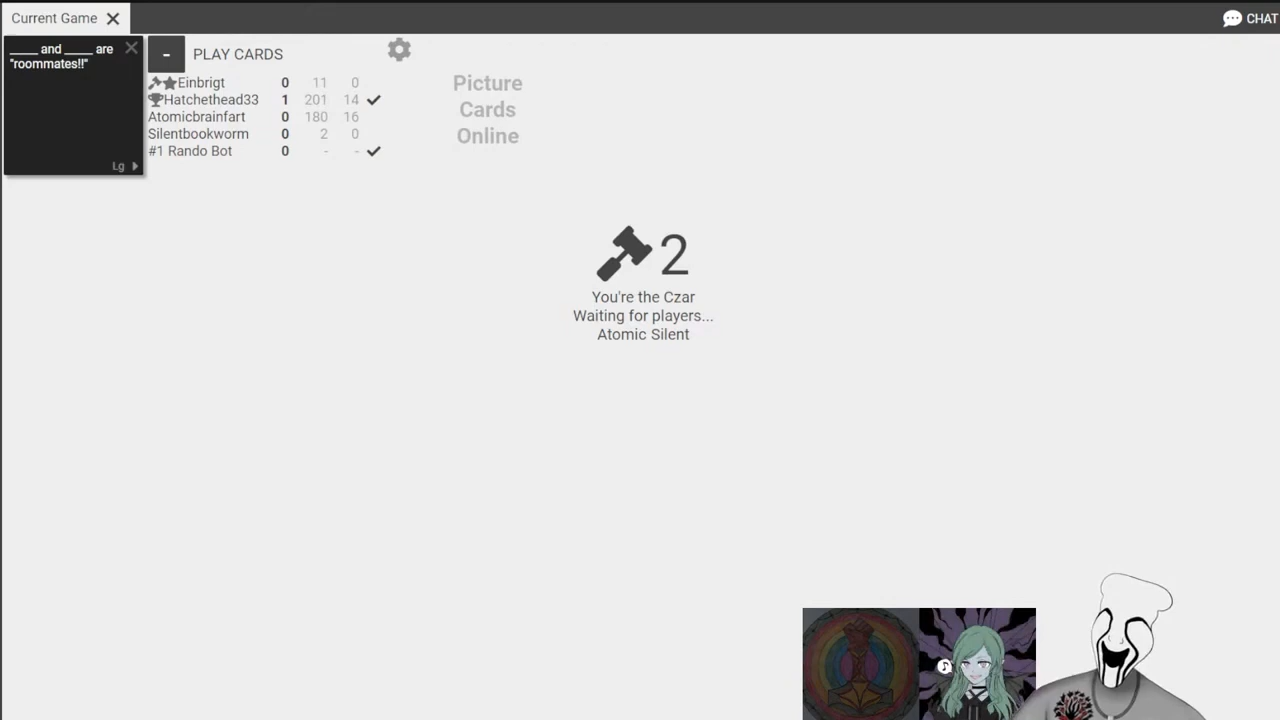 Current Game
CHAT
_____ and _____ are
"roommates!!"
Lg
- PLAY CARDS
Einbrigt 0 11 0
Hatchethead33 1 201 14
Atomicbrainfart 0 180 16
Silentbookworm 0 2 0
#1 Rando Bot 0 - -
Picture
Cards
Online
2
You're the Czar
Waiting for players...
Atomic Silent